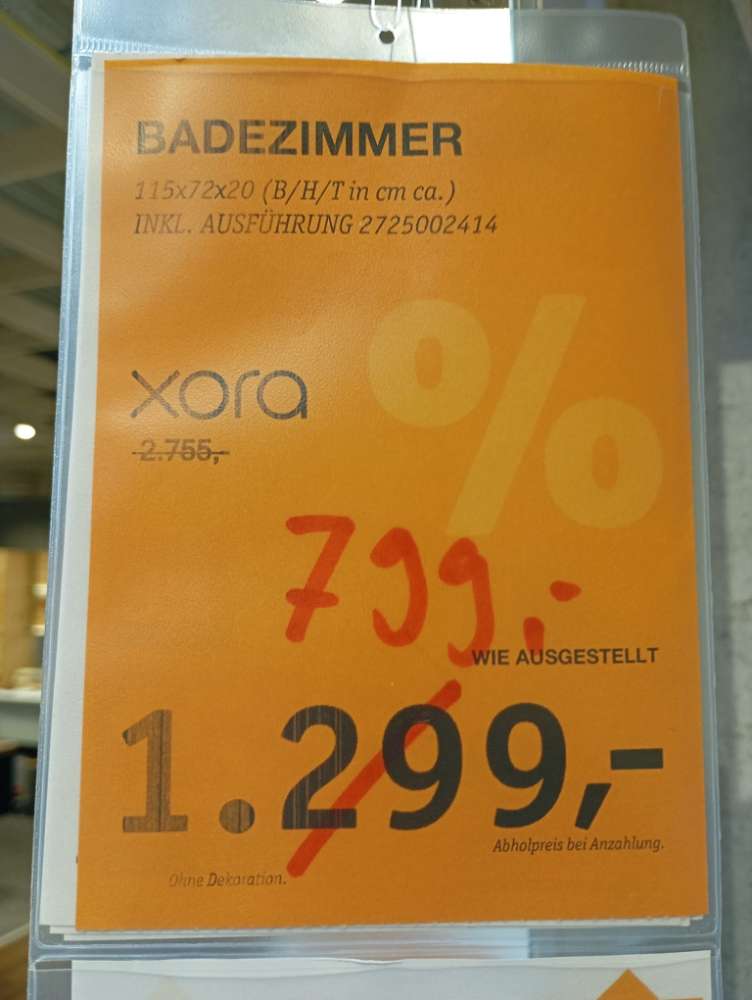 BADEZIMMER
115x72x20 (B/H/T in cm ca.)
INKL. AUSFÜHRUNG 2725002414
%
xora
2.755,-
799,-
WIE AUSGESTELLT
1.299,-
Abholpreis bei Anzahlung.
Ohne Dekoration.